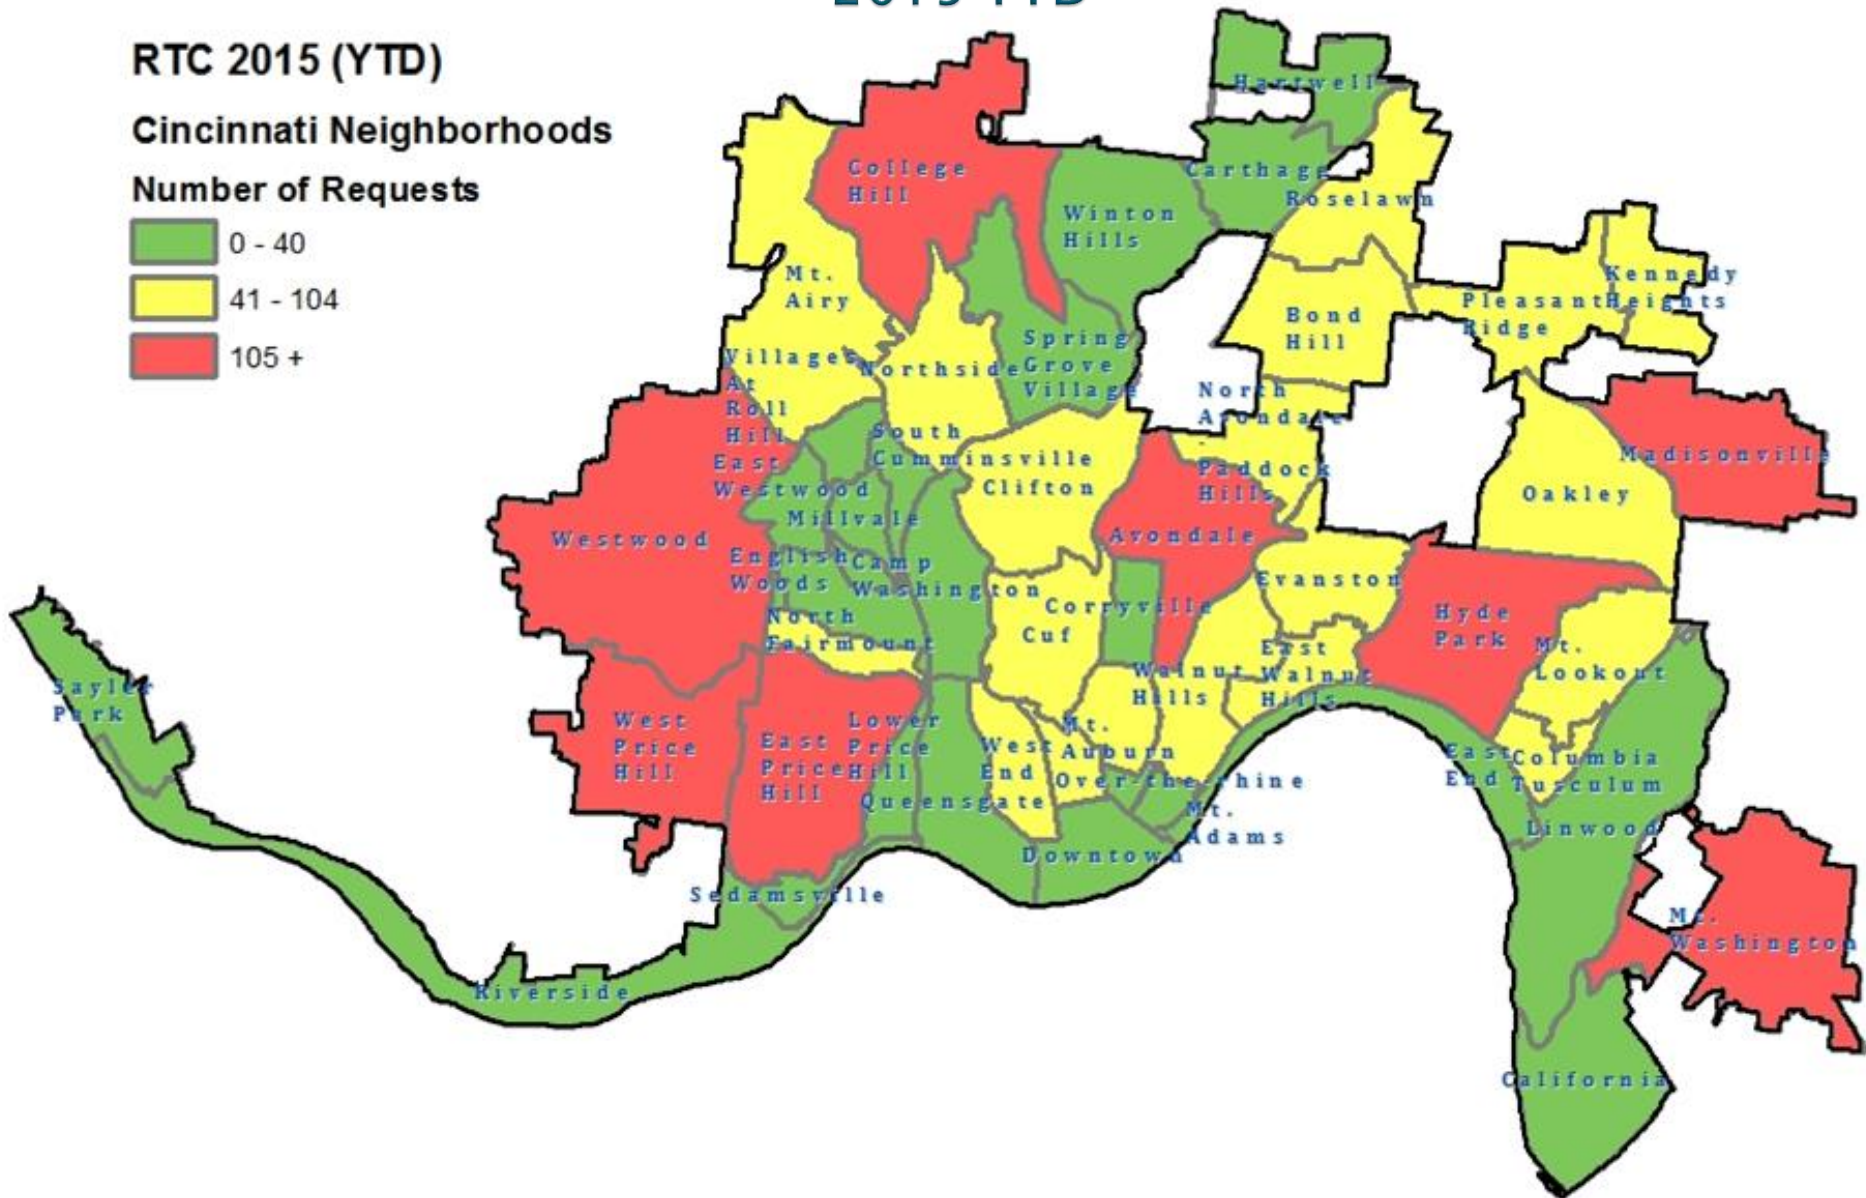 RTC 2015 (YTD)
Cincinnati Neighborhoods
Number of Requests
0 - 40
41 - 104
105 +
Hartwell
College
Hill
Carthage
Roselawn
Winton
Hills
Mt.
Airy
Kennedy
Heights
Pleasant
Ridge
Bond
Hill
Spring
Grove
Village
Villages
At
Roll
Hill
Northside
North
Avondale
-
Paddock
Hills
South
Cumminsville
East
Westwood
Clifton
Madisonville
Oakley
Millvale
Westwood
Avondale
English
Woods
Camp
Washington
Evanston
Corryville
Cuf
Hyde
Park
North
Fairmount
East
Walnut
Hills
Mt.
Lookout
Walnut
Hills
Sayler
Park
West
Price
Hill
East
Price
Hill
Lower
Price
Hill
West
End
Mt.
Auburn
East
End
Columbia
Tusculum
Over-the-rhine
Queensgate
Mt.
Adams
Linwood
Downtown
Sedamsville
Mt.
Washington
Riverside
California